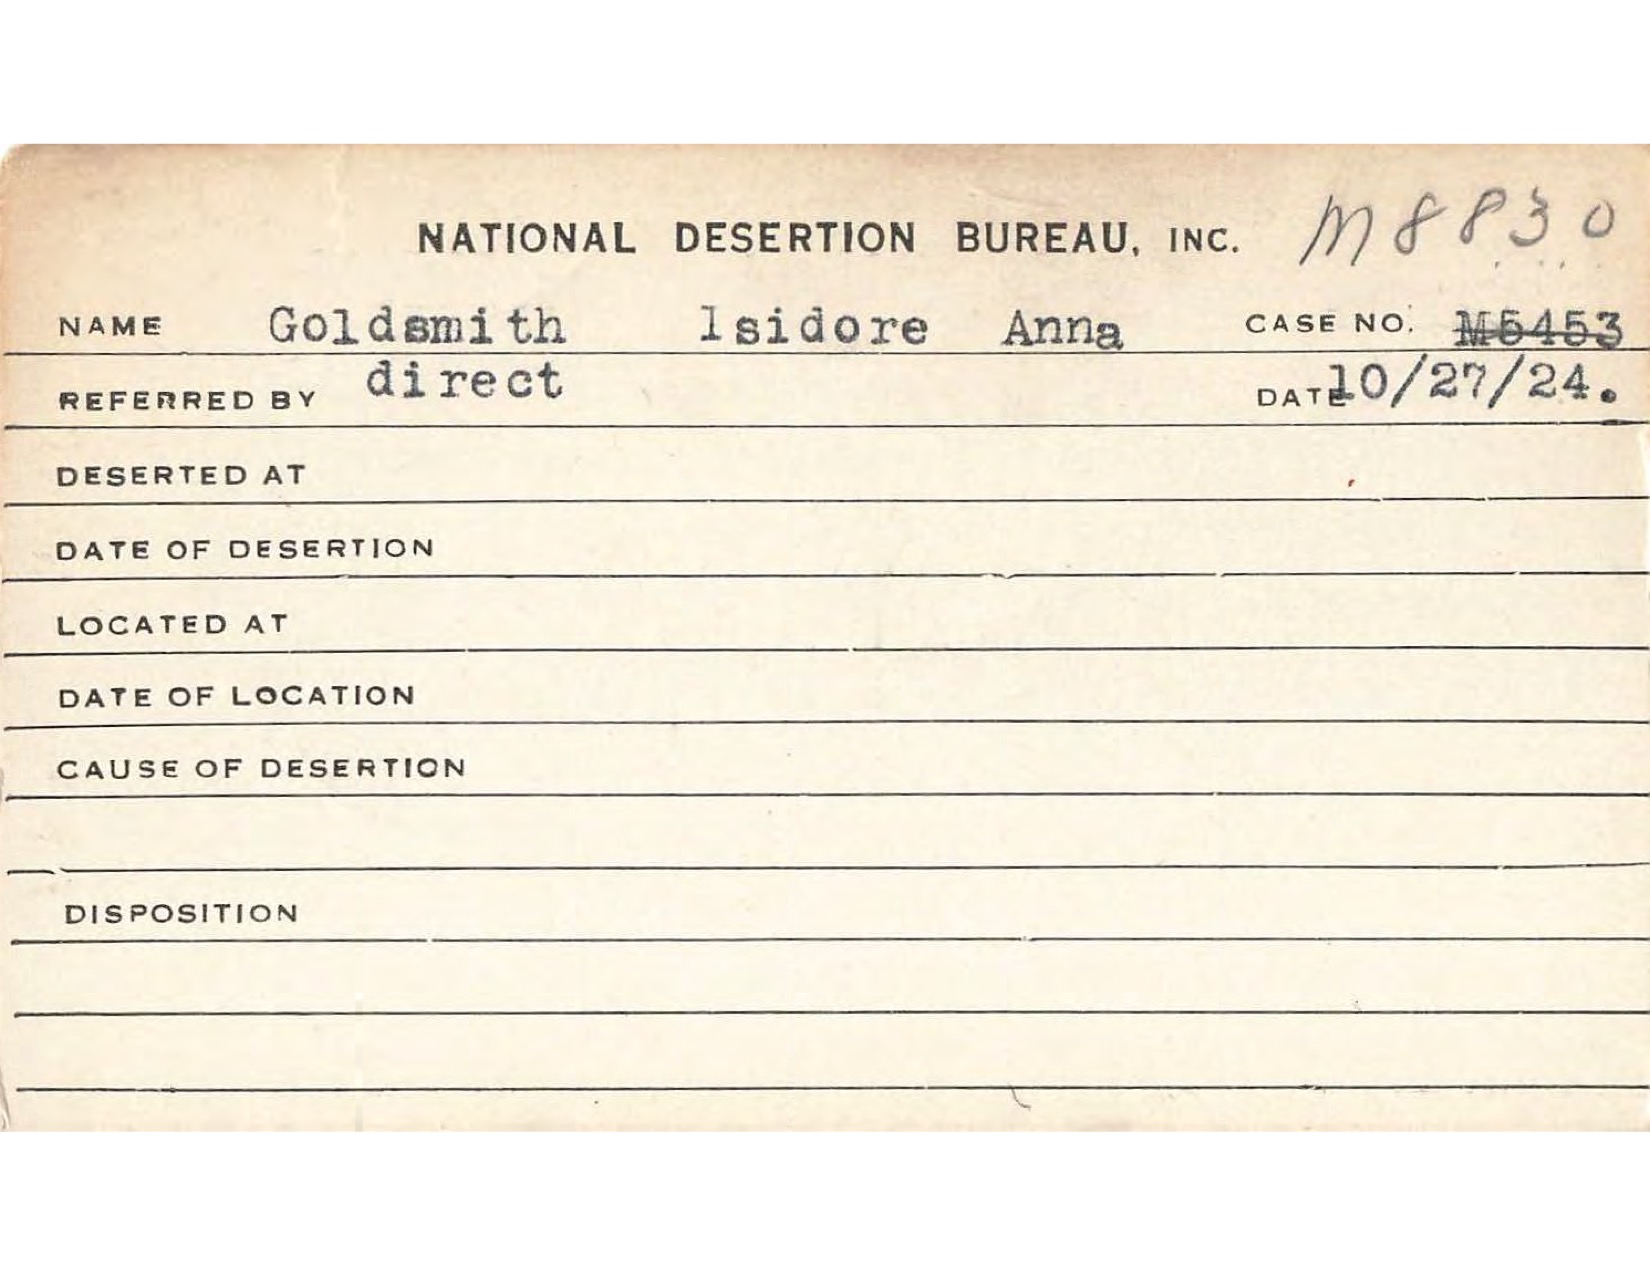 NATIONAL DESERTION BUREAU, INC. M8830
NAME Goldsmith Isidore Anna CASE NO. M5453
REFERRED BY direct DATE 10/27/24.
DESERTED AT
DATE OF DESERTION
LOCATED AT
DATE OF LOCATION
CAUSE OF DESERTION
DISPOSITION